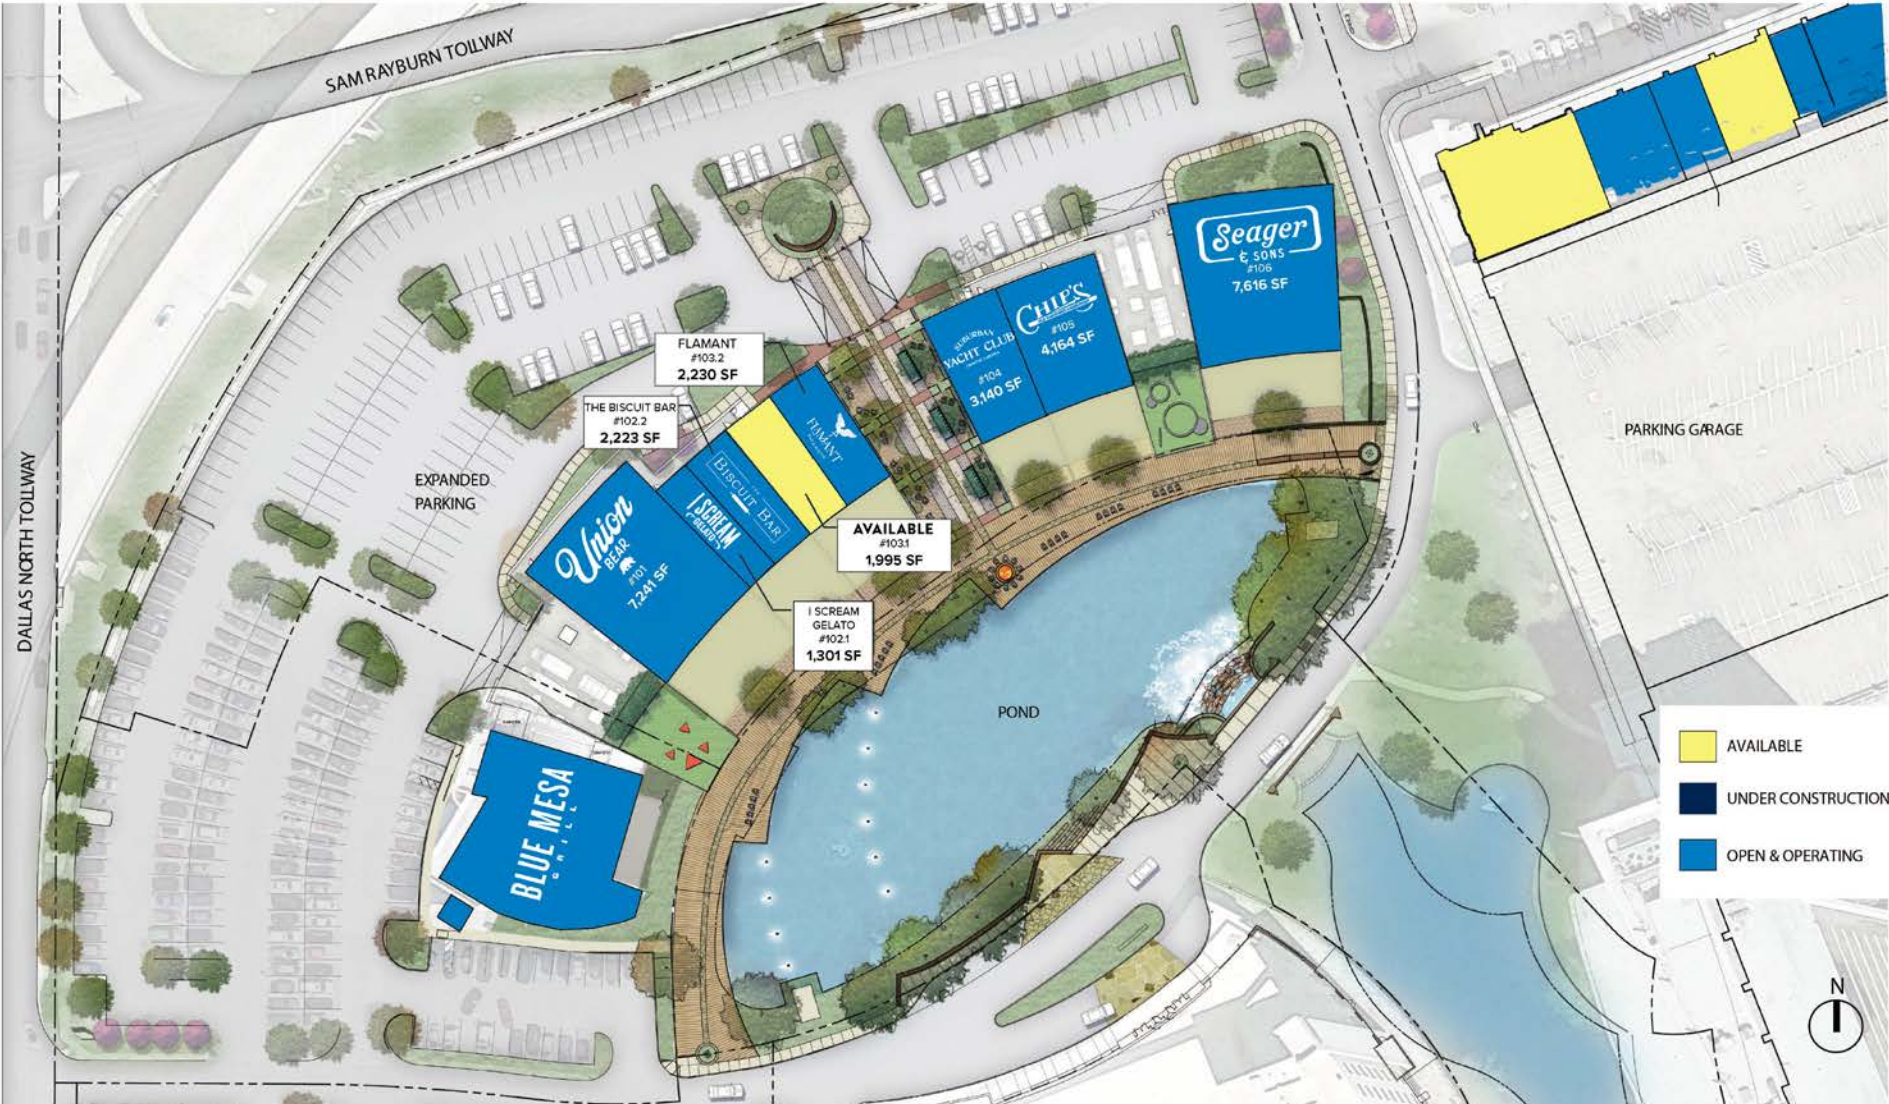 SAM RAYBURN TOLLWAY
DALLAS NORTH TOLLWAY
Seager
& SONS
#106
7,616 SF
CHIP'S
#105
4,164 SF
SUBURBAN
YACHT CLUB
#104
3,140 SF
FLAMANT
#103.2
2,230 SF
THE BISCUIT BAR
#102.2
2,223 SF
FLAMANT
THE
BISCUIT BAR
I SCREAM
GELATO
Union
BEAR
#101
7,241 SF
AVAILABLE
#103.1
1,995 SF
I SCREAM
GELATO
#102.1
1,301 SF
EXPANDED
PARKING
PARKING GARAGE
POND
BLUE MESA
GRILL
AVAILABLE
UNDER CONSTRUCTION
OPEN & OPERATING
N